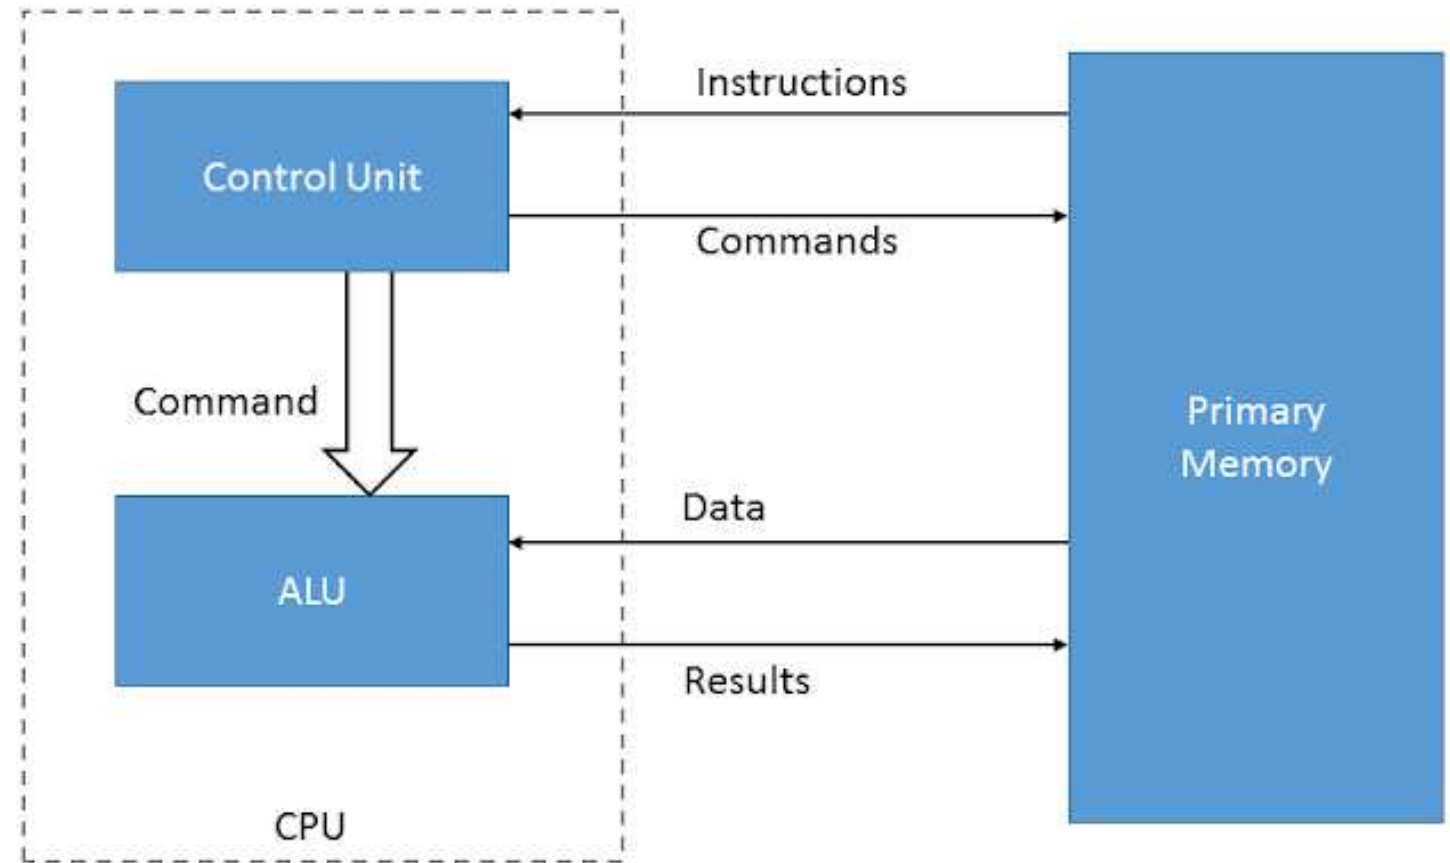 Instructions
Control Unit
Commands
Command
Primary
Memory
Data
ALU
Results
CPU